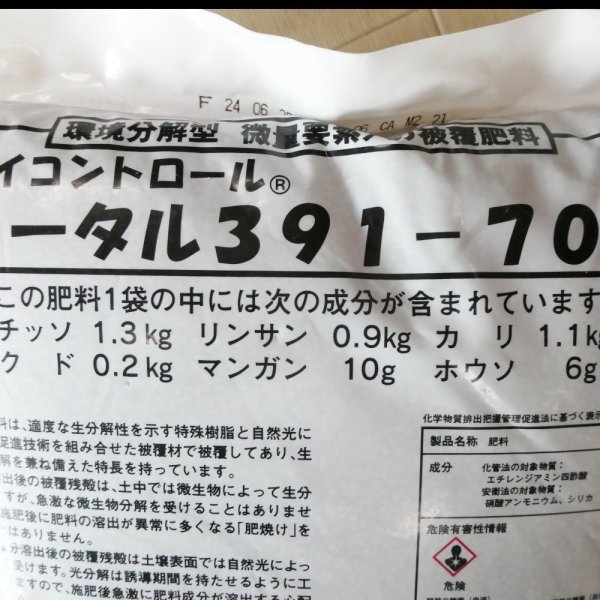 F 24 06
CA M2 21
環境分解型 微量要素入り被覆肥料
イコントロール®
ータル391-70
この肥料1袋の中には次の成分が含まれています
チッソ 1.3kg リンサン 0.9kg カ リ 1.1k
ク ド 0.2kg マンガン 10g ホウソ 6g
料は、適度な生分解性を示す特殊樹脂と自然光に
促進技術を組み合せた被覆材で被覆してあり、生
解を兼ね備えた特長を持っています。
出後の被覆残殻は、土中では微生物によって生分
すが、急激な微生物分解を受けることはありませ
施肥後に肥料の溶出が異常に多くなる「肥焼け」を
とはありません。
分溶出後の被覆残殻は土壌表面では自然光によっ
受けます。光分解は誘導期間を持たせるように工
ますので、施肥後急激に肥料成分が溶出する心配
化学物質排出把握管理促進法に基づく表示
製品名称 肥料
成分 化管法の対象物質:
エチレンジアミン四酢酸
安衛法の対象物質:
硝酸アンモニウム、シリカ
危険有害性情報
危険